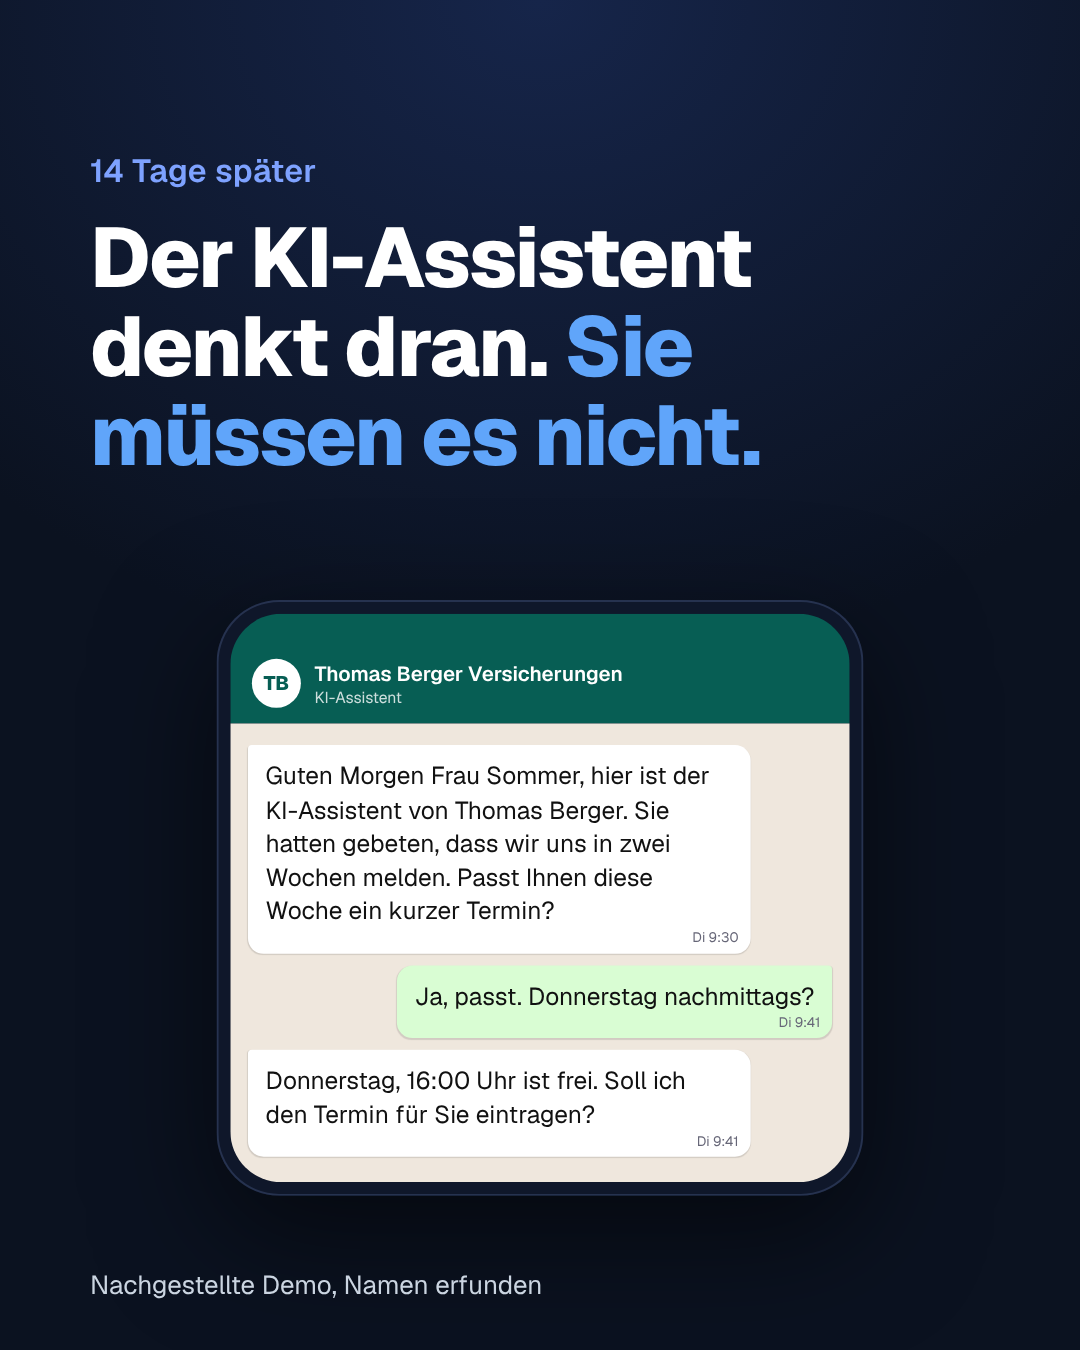 14 Tage später
Der KI-Assistent
denkt dran. Sie
müssen es nicht.
TB
Thomas Berger Versicherungen
KI-Assistent
Guten Morgen Frau Sommer, hier ist der
KI-Assistent von Thomas Berger. Sie
hatten gebeten, dass wir uns in zwei
Wochen melden. Passt Ihnen diese
Woche ein kurzer Termin?
Di 9:30
Ja, passt. Donnerstag nachmittags?
Di 9:41
Donnerstag, 16:00 Uhr ist frei. Soll ich
den Termin für Sie eintragen?
Di 9:41
Nachgestellte Demo, Namen erfunden